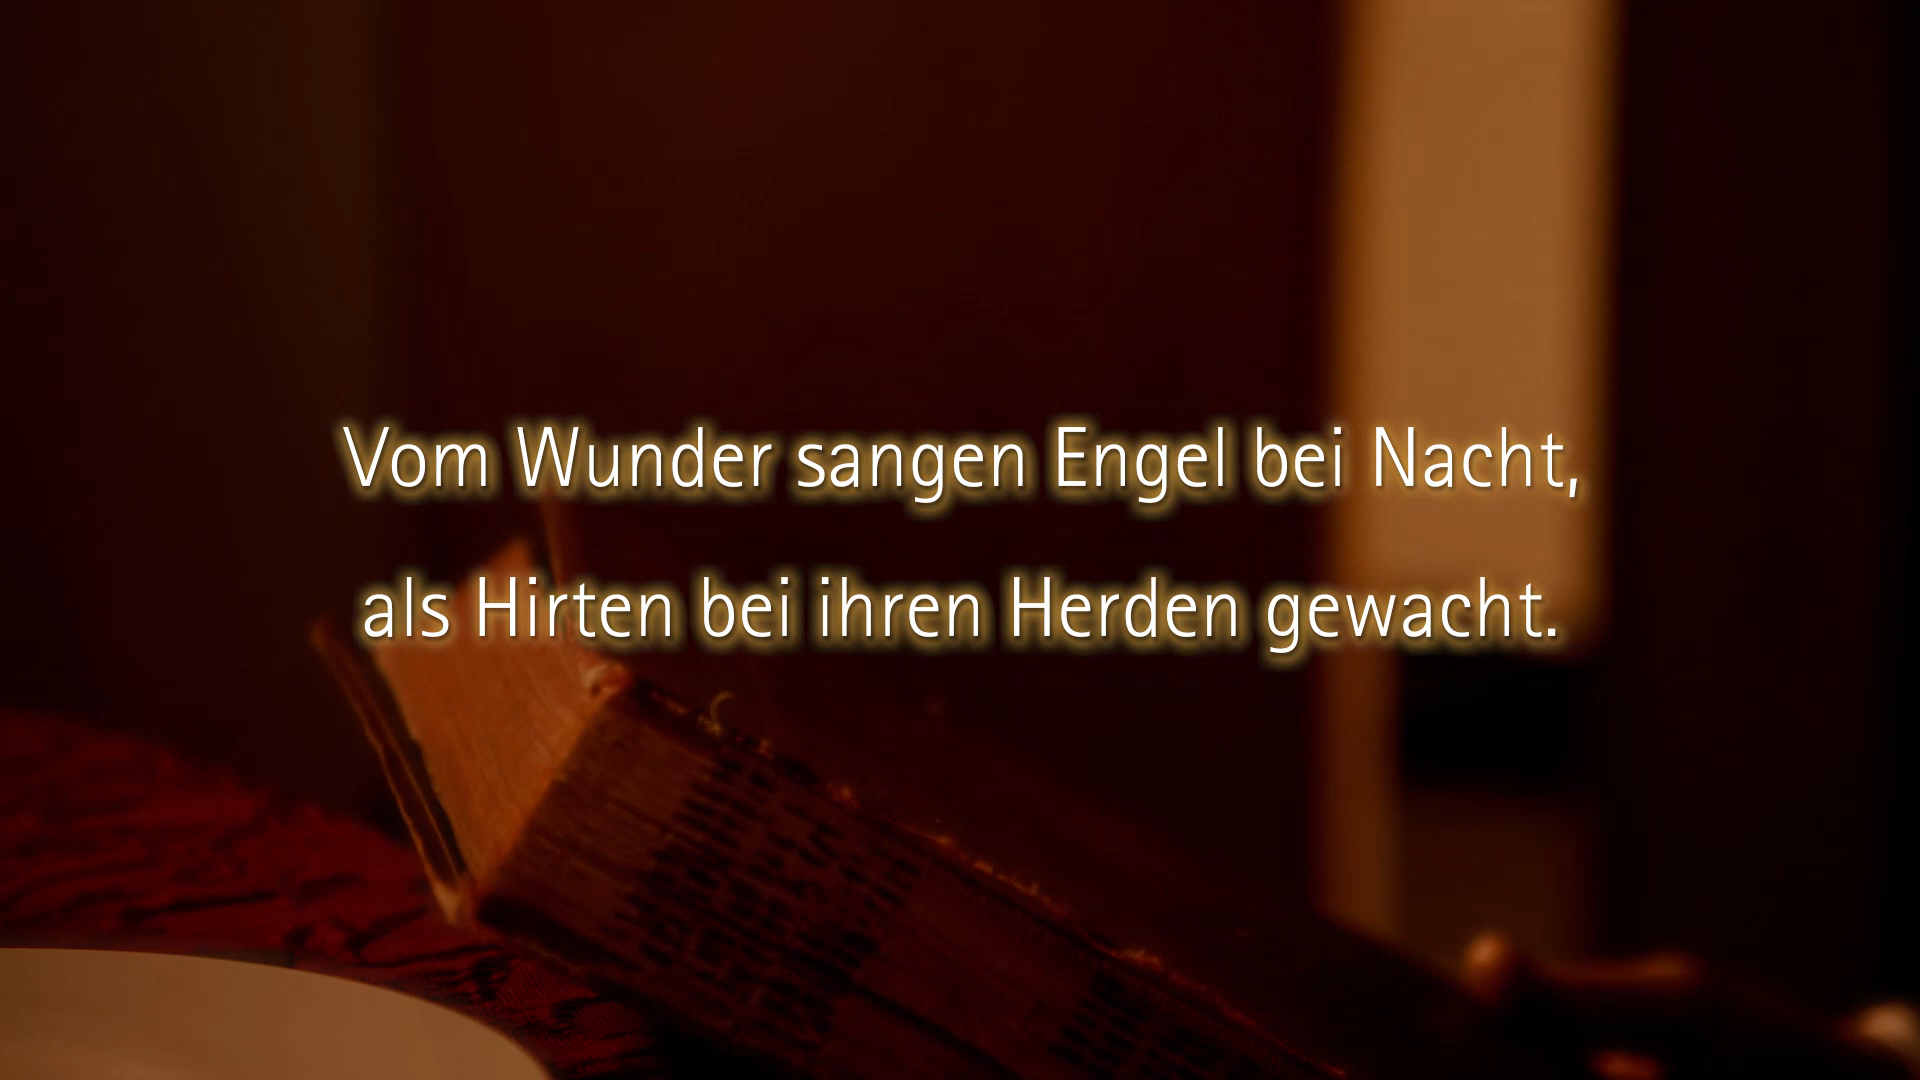 Vom Wunder sangen Engel bei Nacht,
als Hirten bei ihren Herden gewacht.